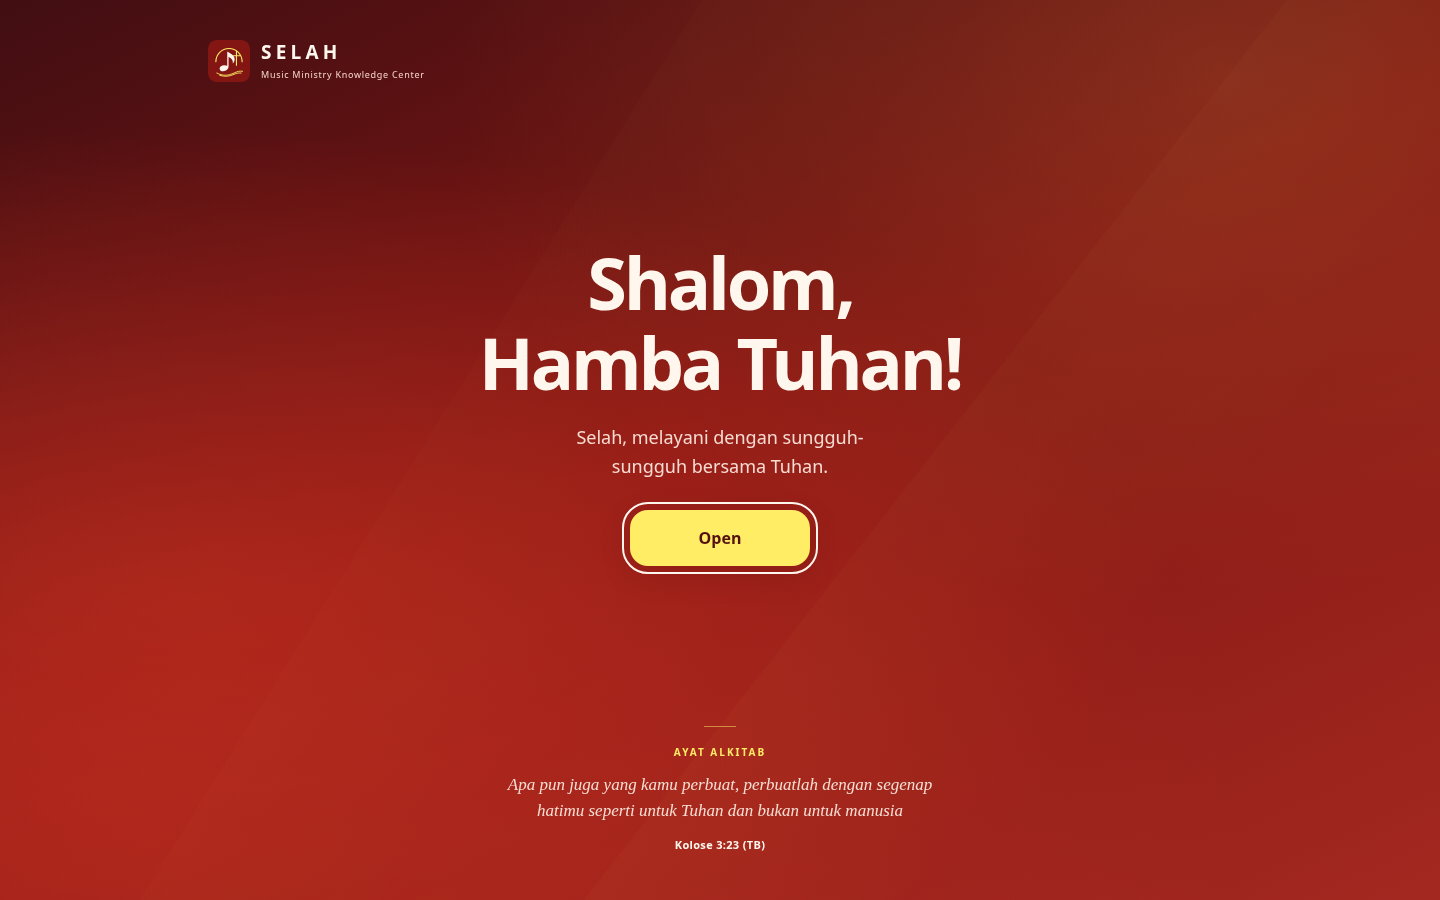 SELAH
Music Ministry Knowledge Center
Shalom,
Hamba Tuhan!
Selah, melayani dengan sungguh-
sungguh bersama Tuhan.
Open
AYAT ALKITAB
Apa pun juga yang kamu perbuat, perbuatlah dengan segenap
hatimu seperti untuk Tuhan dan bukan untuk manusia
Kolose 3:23 (TB)